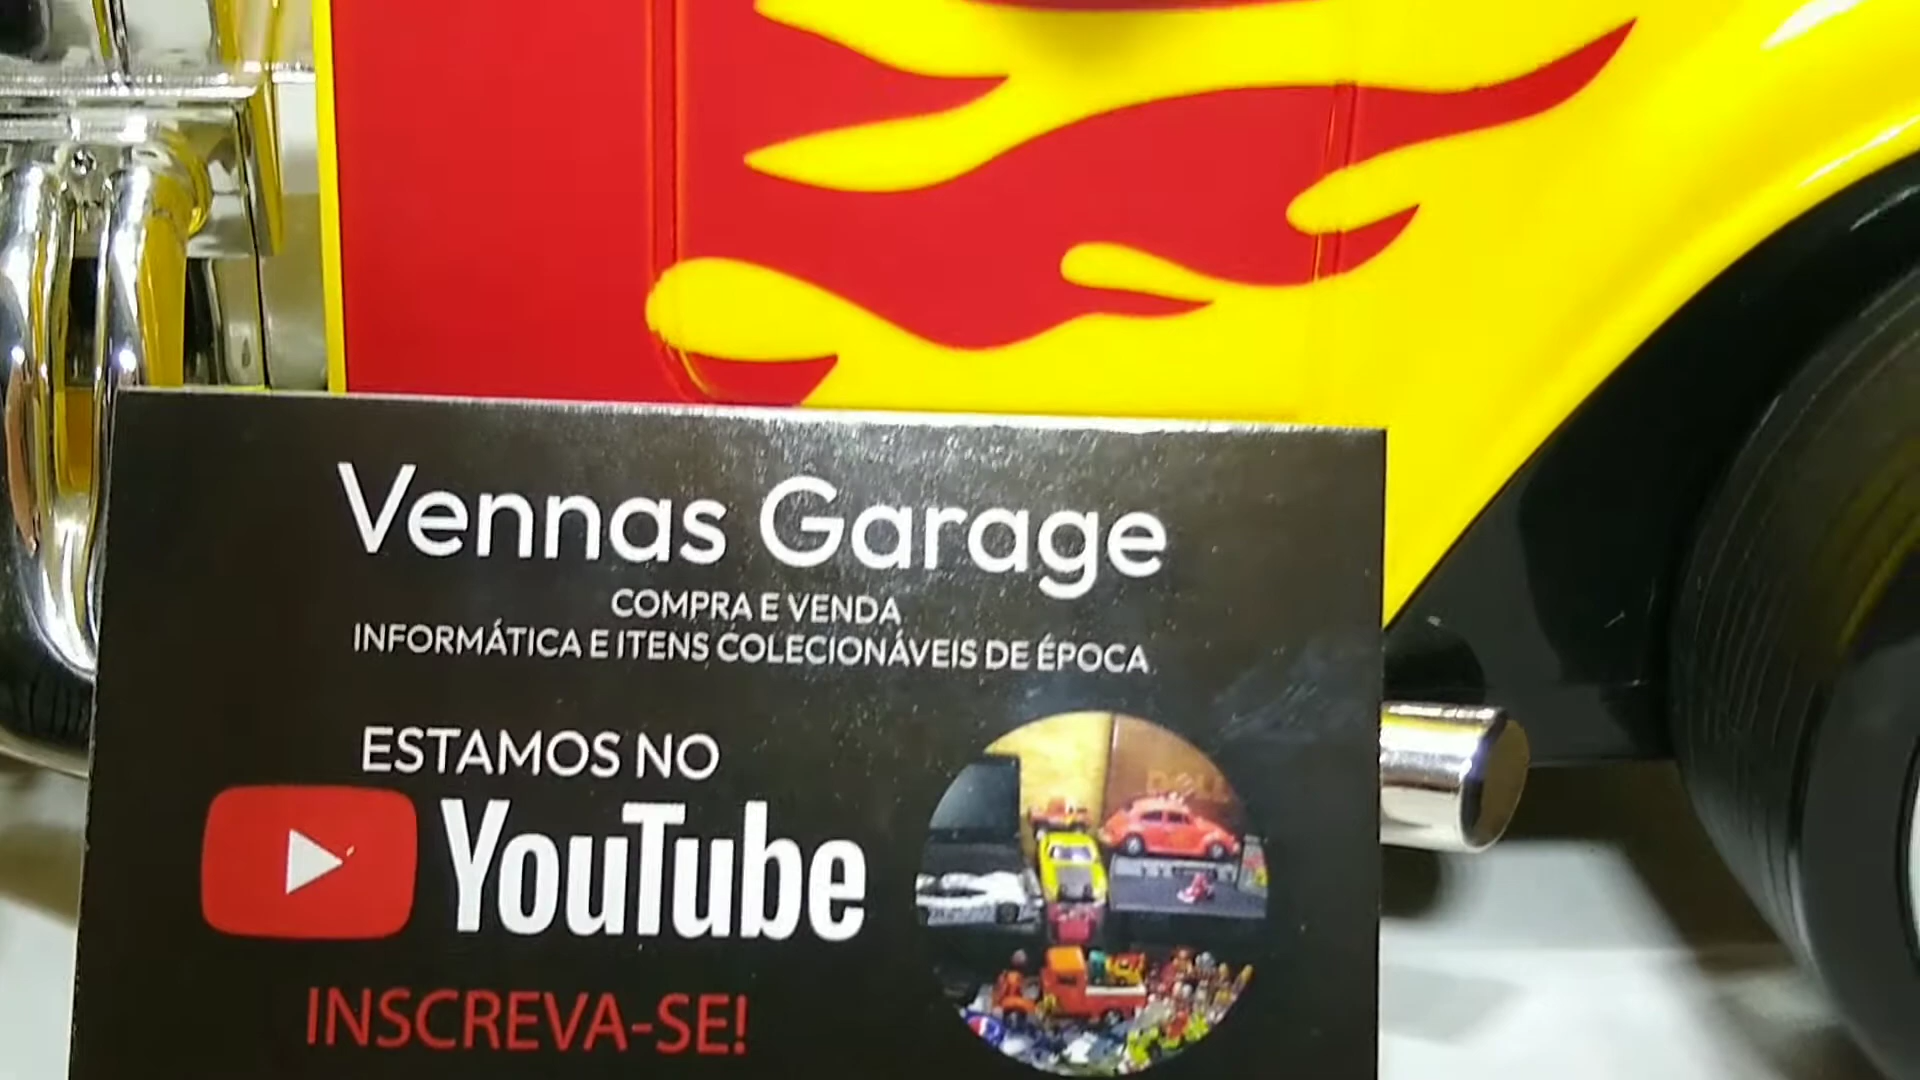 Vennas Garage
COMPRA E VENDA
INFORMÁTICA E ITENS COLECIONÁVEIS DE ÉPOCA
ESTAMOS NO
YouTube
INSCREVA-SE!